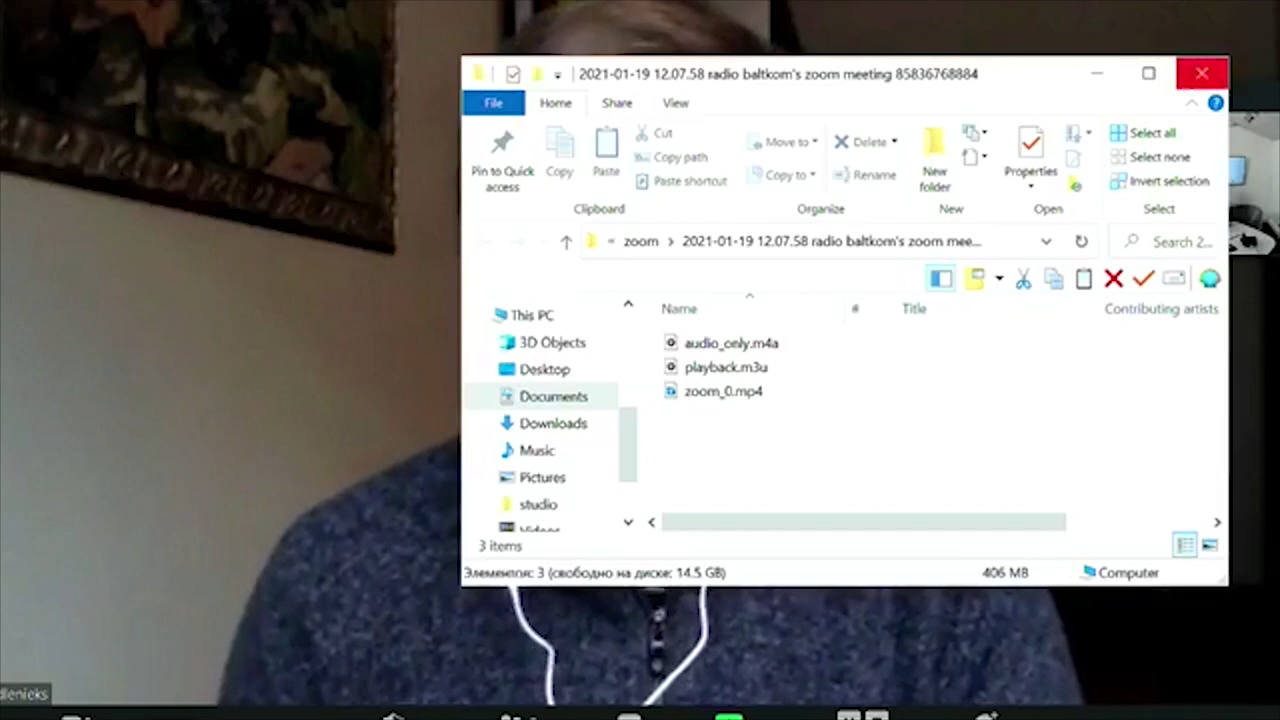 2021-01-19 12.07.58 radio baltkom's zoom meeting 85836768884
File Home Share View
Pin to Quick access
Copy
Paste
Cut
Copy path
Paste shortcut
Move to
Copy to
Delete
Rename
New folder
Properties
Select all
Select none
Invert selection
Clipboard Organize New Open Select
« zoom > 2021-01-19 12.07.58 radio baltkom's zoom mee...
Search 2...
Name # Title Contributing artists
This PC
3D Objects
Desktop
Documents
Downloads
Music
Pictures
studio
Videos
audio_only.m4a
playback.m3u
zoom_0.mp4
3 items
Элементов: 3 (свободно на диске: 14.5 GB) 406 MB Computer
dlenieks